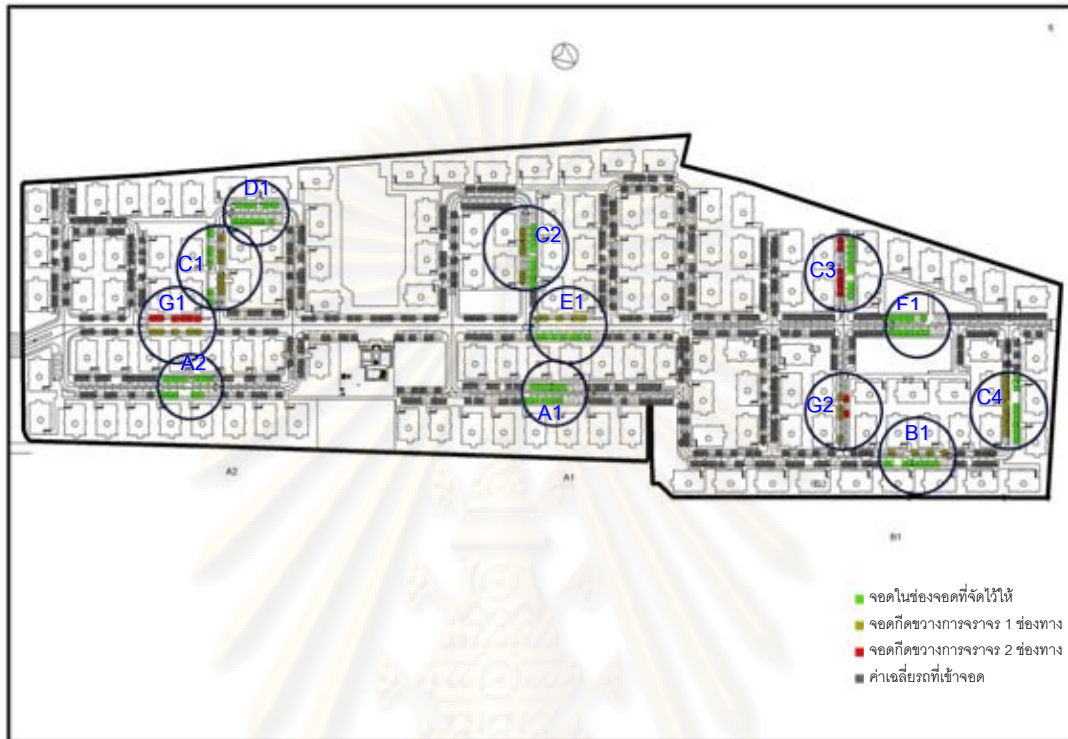 D1
C1
C2
C3
G1
E1
F1
A2
A1
G2
C4
B1
A2
A1
B1
จอดในช่องจอดที่จัดไว้ให้
จอดกีดขวางการจราจร 1 ช่องทาง
จอดกีดขวางการจราจร 2 ช่องทาง
ค่าเฉลี่ยรถที่เข้าจอด